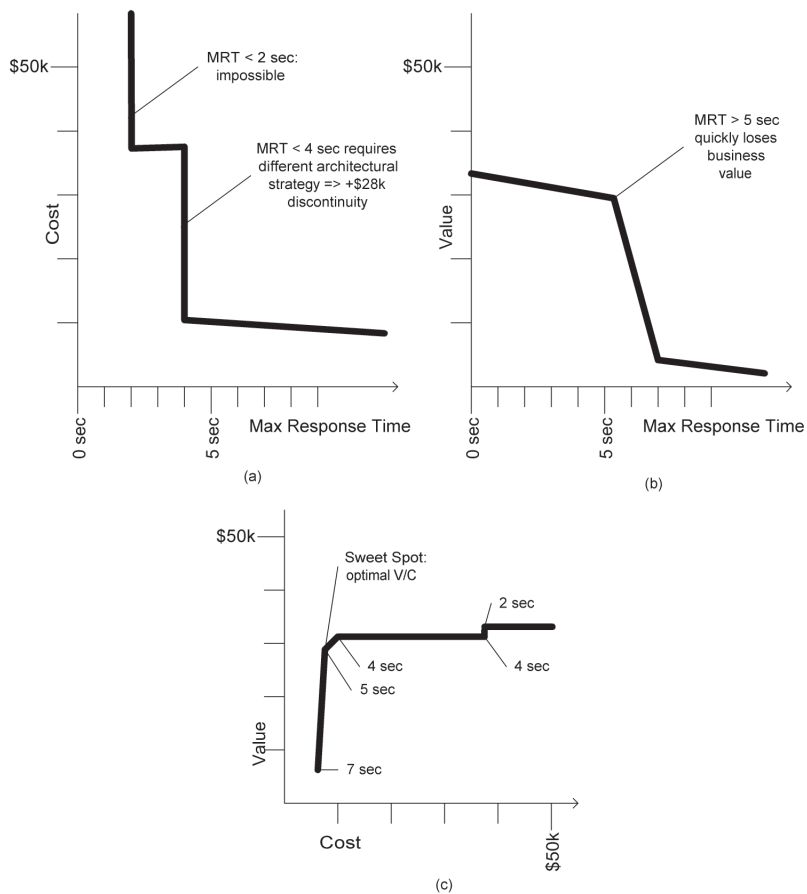 $50k
MRT < 2 sec:
impossible
MRT < 4 sec requires
different architectural
strategy => +$28k
discontinuity
Cost
0 sec
5 sec
Max Response Time
(a)
$50k
MRT > 5 sec
quickly loses
business
value
Value
0 sec
5 sec
Max Response Time
(b)
$50k
Sweet Spot:
optimal V/C
2 sec
4 sec
4 sec
5 sec
Value
7 sec
Cost
$50k
(c)